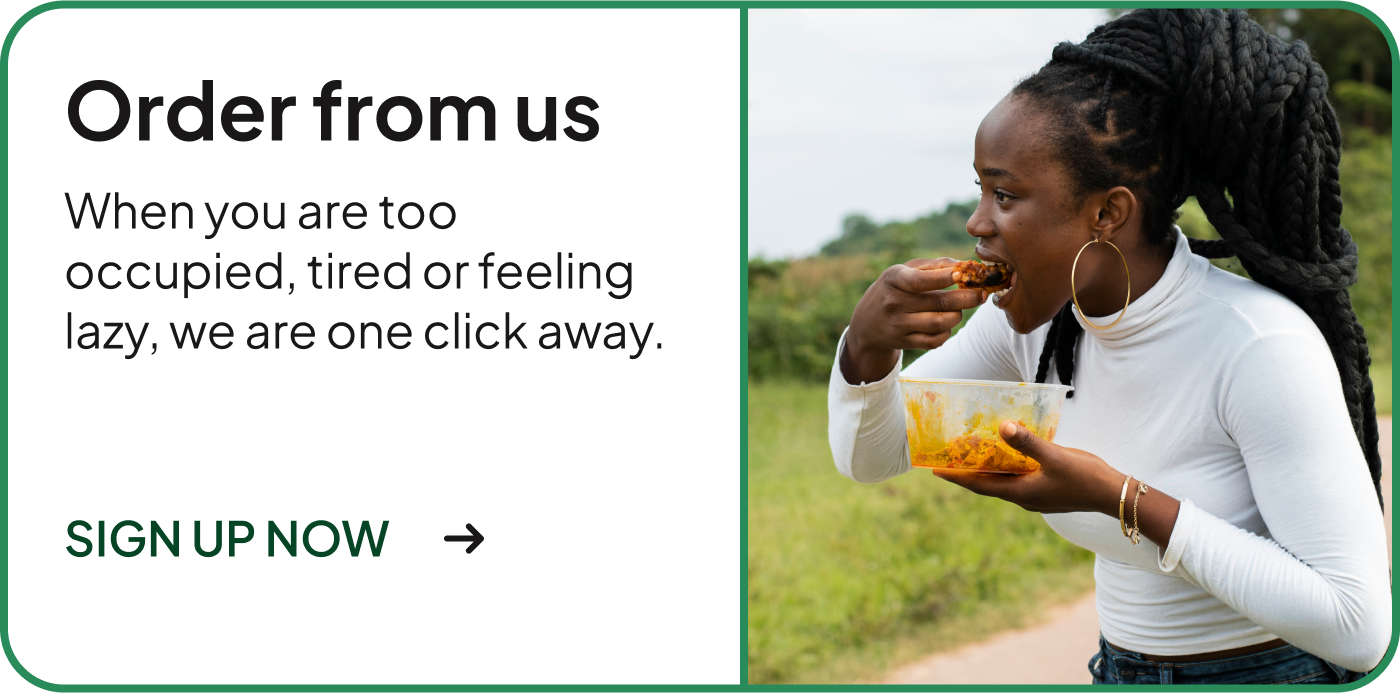 Order from us
When you are too
occupied, tired or feeling
lazy, we are one click away.
SIGN UP NOW